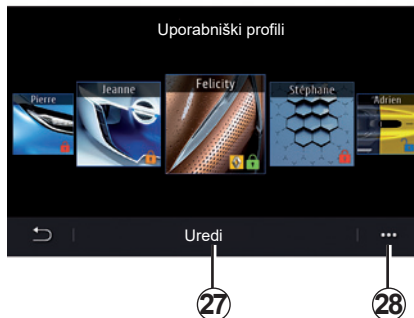 Uporabniški profili
Pierre
Jeanne
Felicity
Stéphane
Adrien
Uredi
27
28